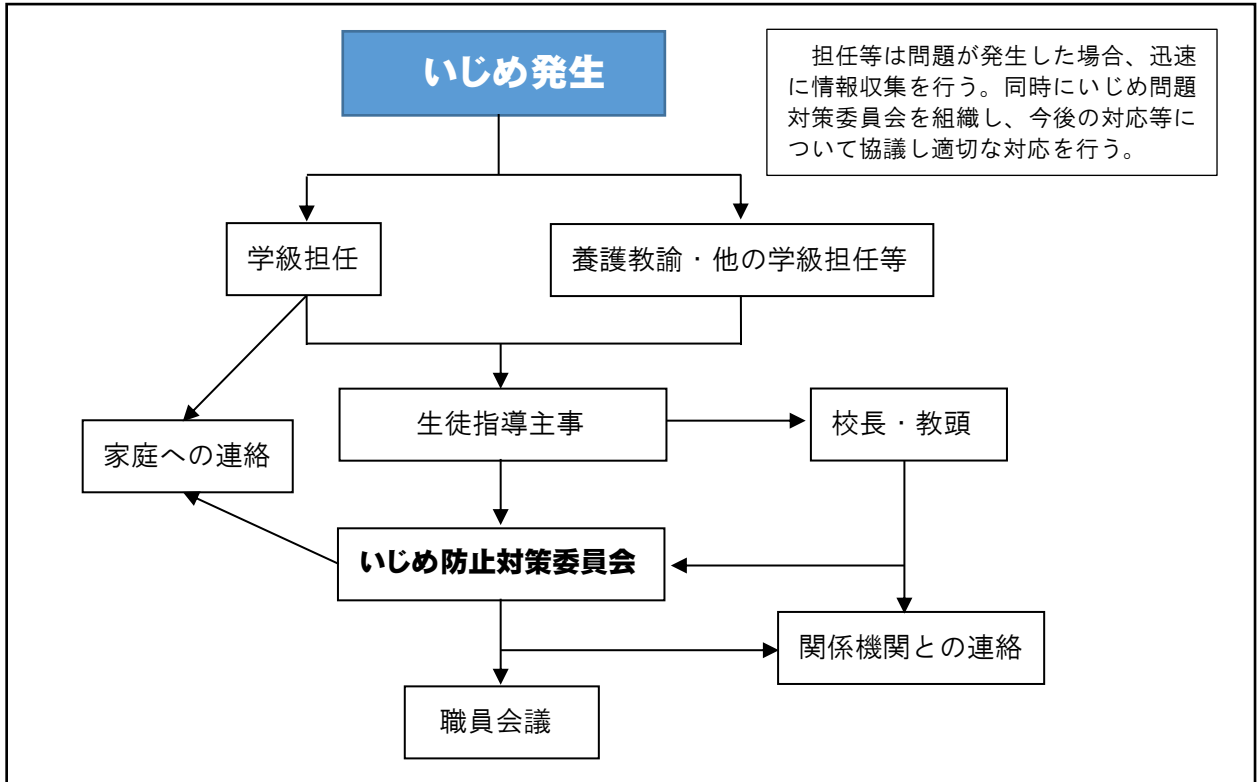 いじめ発生
　担任等は問題が発生した場合、迅速
に情報収集を行う。同時にいじめ問題
対策委員会を組織し、今後の対応等に
ついて協議し適切な対応を行う。
学級担任
養護教諭・他の学級担任等
生徒指導主事
校長・教頭
家庭への連絡
いじめ防止対策委員会
関係機関との連絡
職員会議